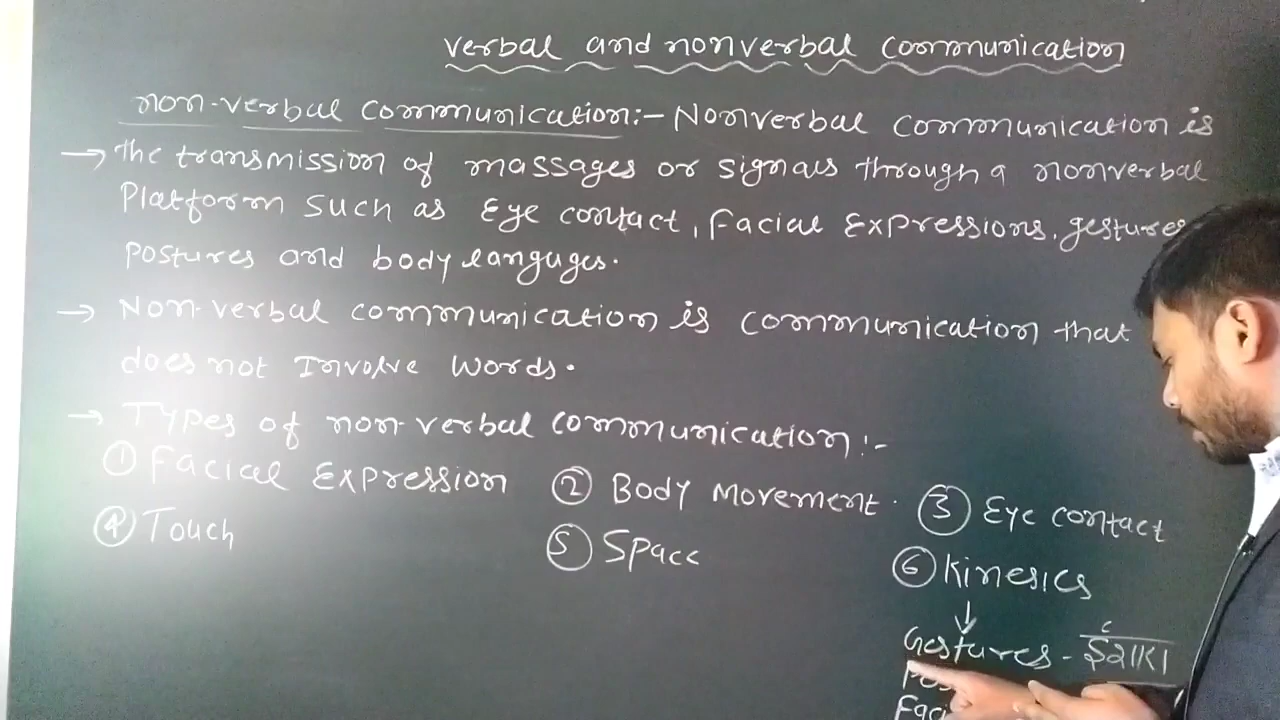 verbal and nonverbal communication
non-verbal communication:- Nonverbal communication is
→ the transmission of massages or signals through a nonverbal
Platform such as Eye contact, Facial Expressions, gestures
Postures and body languges.
→ Non-verbal communication is communication that
does not Involve words.
→ Types of non-verbal communication:-
① Facial Expression ② Body Movement. ③ Eye contact
④ Touch ⑤ Space ⑥ Kinesics
↓
Gestures - इशारा